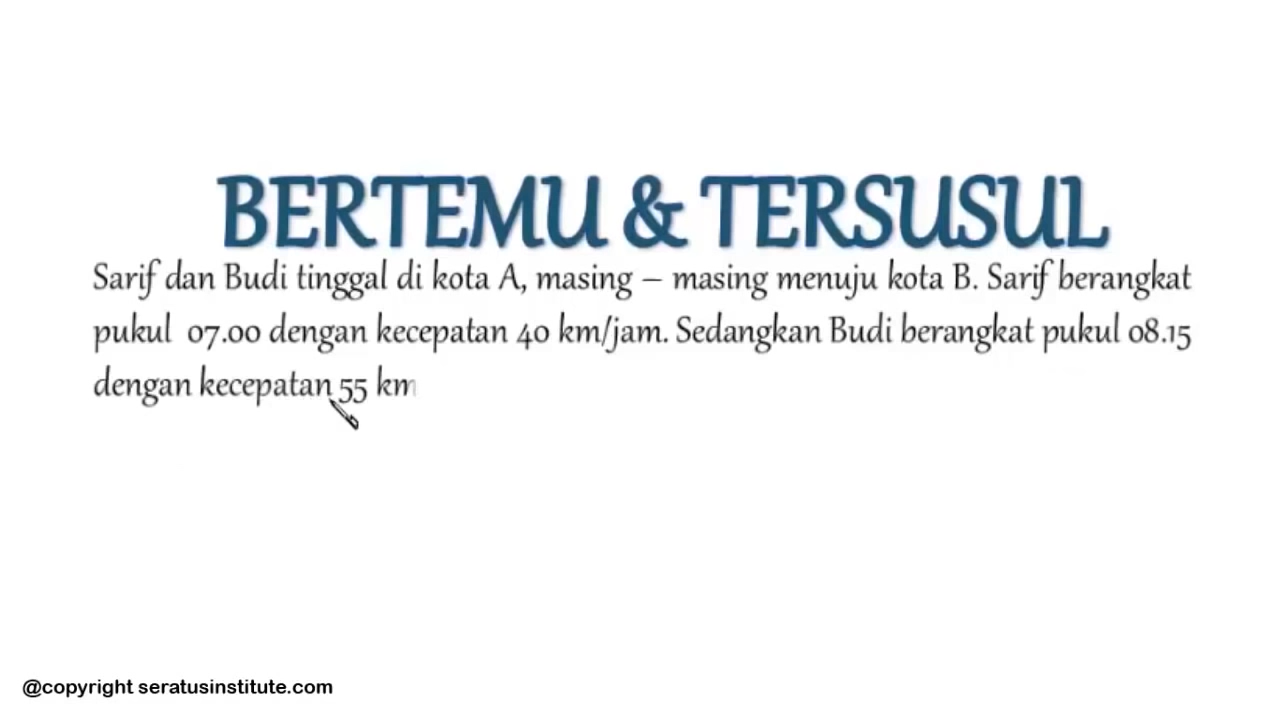 BERTEMU & TERSUSUL
Sarif dan Budi tinggal di kota A, masing – masing menuju kota B. Sarif berangkat
pukul 07.00 dengan kecepatan 40 km/jam. Sedangkan Budi berangkat pukul 08.15
dengan kecepatan 55 km
@copyright seratusinstitute.com